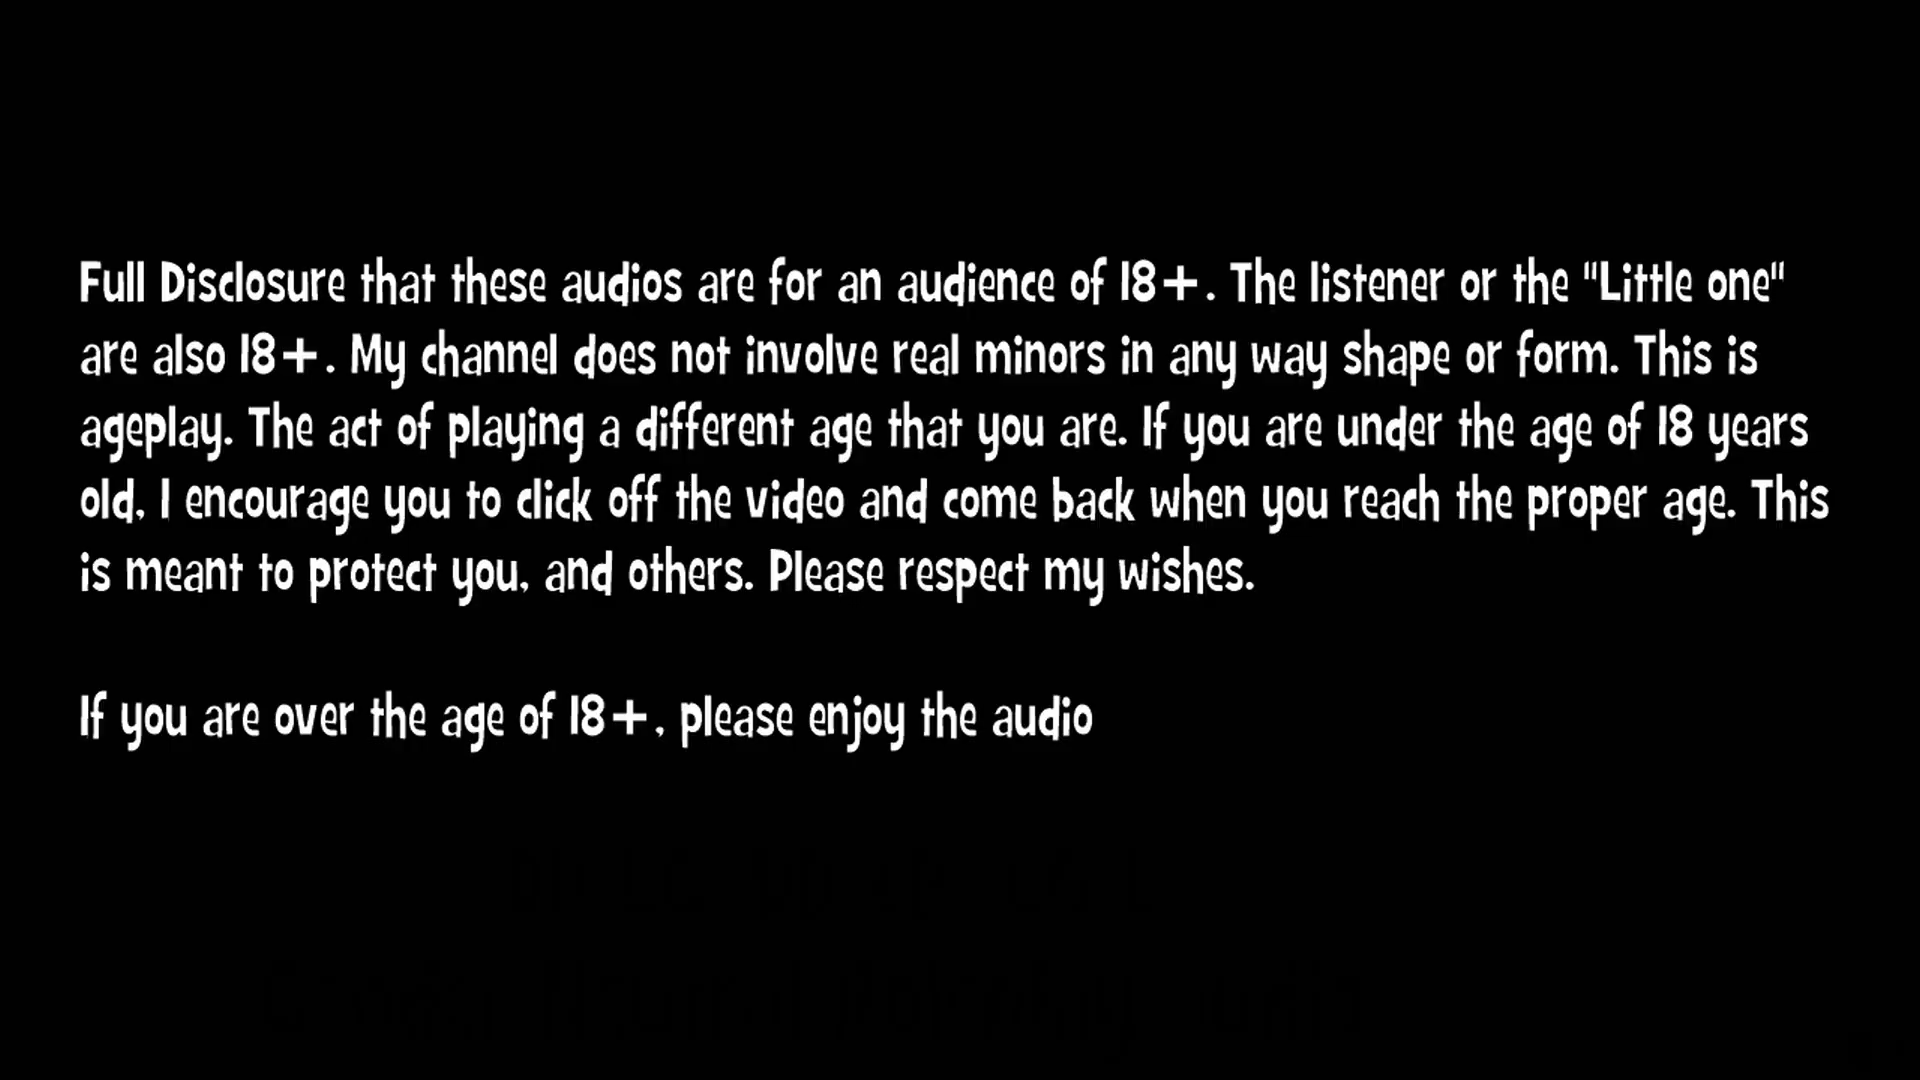 Full Disclosure that these audios are for an audience of 18+. The listener or the "Little one"
are also 18+. My channel does not involve real minors in any way shape or form. This is
ageplay. The act of playing a different age that you are. If you are under the age of 18 years
old, I encourage you to click off the video and come back when you reach the proper age. This
is meant to protect you, and others. Please respect my wishes.
If you are over the age of 18+, please enjoy the audio